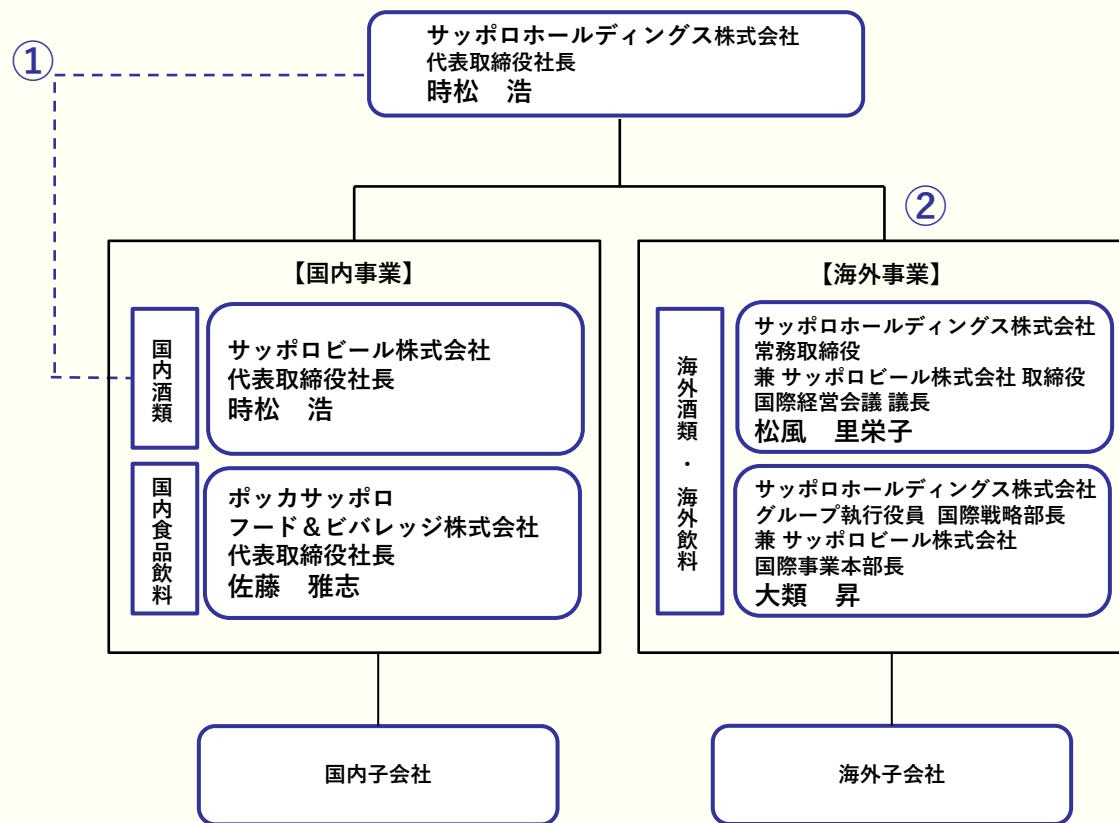 ①
サッポロホールディングス株式会社
代表取締役社長
時松　浩
②
【国内事業】
国内酒類
サッポロビール株式会社
代表取締役社長
時松　浩
国内食品飲料
ポッカサッポロ
フード＆ビバレッジ株式会社
代表取締役社長
佐藤　雅志
【海外事業】
海外酒類・海外飲料
サッポロホールディングス株式会社
常務取締役
兼 サッポロビール株式会社 取締役
国際経営会議 議長
松風　里栄子
サッポロホールディングス株式会社
グループ執行役員 国際戦略部長
兼 サッポロビール株式会社
国際事業本部長
大類　昇
国内子会社
海外子会社